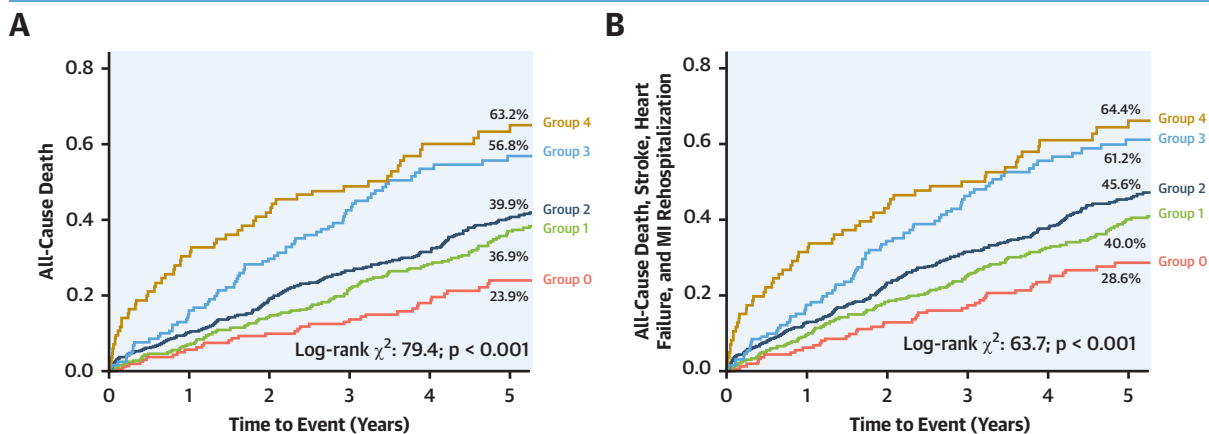 A
All-Cause Death
0.8
0.6
0.4
0.2
0.0
0
1
2
3
4
5
Time to Event (Years)
63.2%
Group 4
56.8%
Group 3
39.9%
Group 2
Group 1
36.9%
Group 0
23.9%
Log-rank χ²: 79.4; p < 0.001
B
All-Cause Death, Stroke, Heart
Failure, and MI Rehospitalization
0.8
0.6
0.4
0.2
0.0
0
1
2
3
4
5
Time to Event (Years)
64.4%
Group 4
Group 3
61.2%
45.6%
Group 2
Group 1
40.0%
Group 0
28.6%
Log-rank χ²: 63.7; p < 0.001